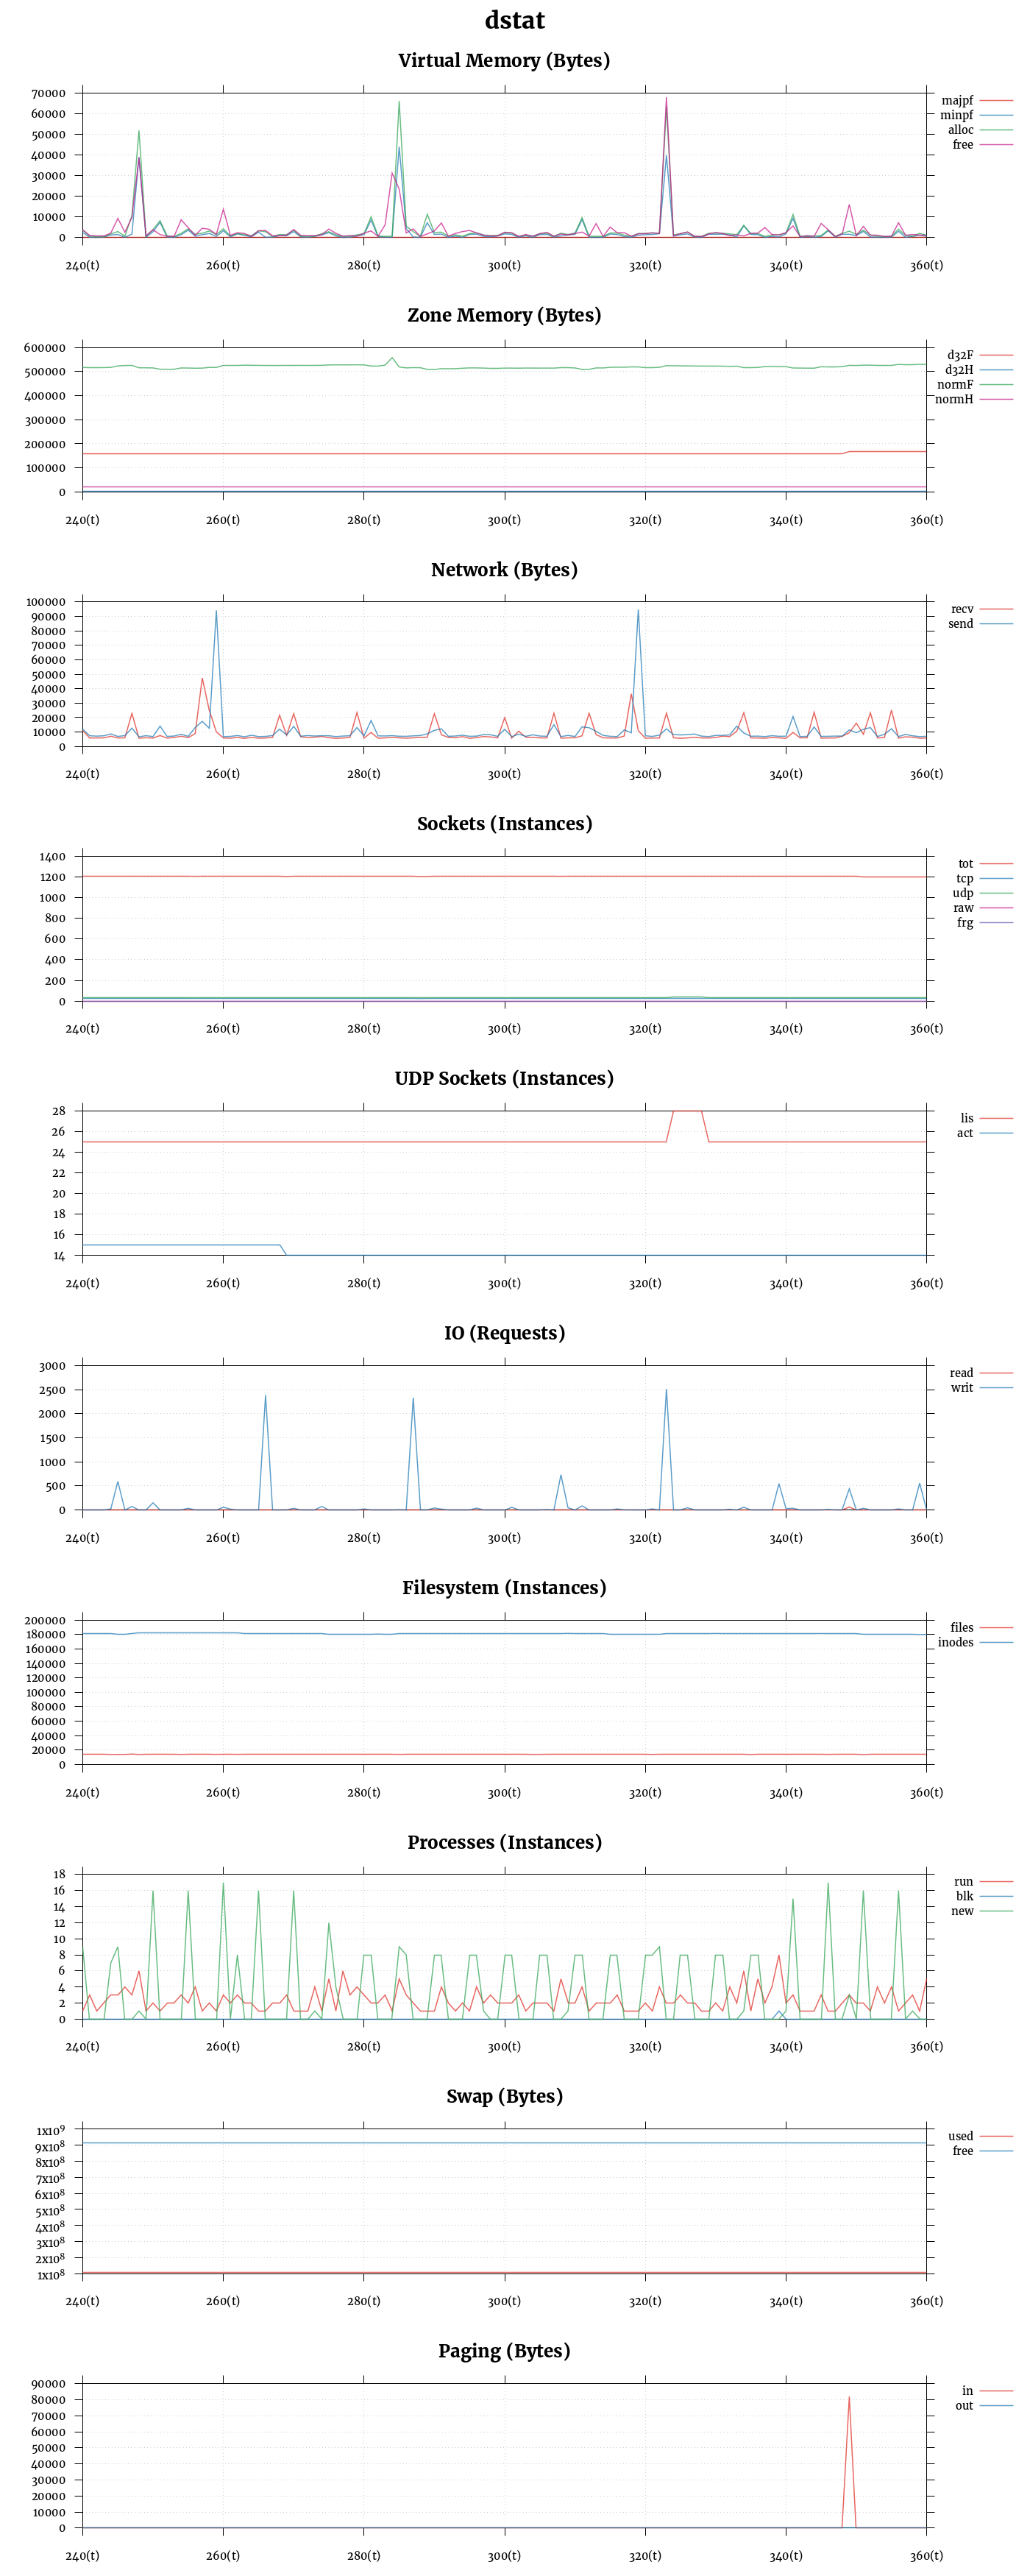 dstat
Virtual Memory (Bytes)
70000
60000
50000
40000
30000
20000
10000
0
240(t) 260(t) 280(t) 300(t) 320(t) 340(t) 360(t)
majpf
minpf
alloc
free
Zone Memory (Bytes)
600000
500000
400000
300000
200000
100000
0
240(t) 260(t) 280(t) 300(t) 320(t) 340(t) 360(t)
d32F
d32H
normF
normH
Network (Bytes)
100000
90000
80000
70000
60000
50000
40000
30000
20000
10000
0
240(t) 260(t) 280(t) 300(t) 320(t) 340(t) 360(t)
recv
send
Sockets (Instances)
1400
1200
1000
800
600
400
200
0
240(t) 260(t) 280(t) 300(t) 320(t) 340(t) 360(t)
tot
tcp
udp
raw
frg
UDP Sockets (Instances)
28
26
24
22
20
18
16
14
240(t) 260(t) 280(t) 300(t) 320(t) 340(t) 360(t)
lis
act
IO (Requests)
3000
2500
2000
1500
1000
500
0
240(t) 260(t) 280(t) 300(t) 320(t) 340(t) 360(t)
read
writ
Filesystem (Instances)
200000
180000
160000
140000
120000
100000
80000
60000
40000
20000
0
240(t) 260(t) 280(t) 300(t) 320(t) 340(t) 360(t)
files
inodes
Processes (Instances)
18
16
14
12
10
8
6
4
2
0
240(t) 260(t) 280(t) 300(t) 320(t) 340(t) 360(t)
run
blk
new
Swap (Bytes)
1x10⁹
9x10⁸
8x10⁸
7x10⁸
6x10⁸
5x10⁸
4x10⁸
3x10⁸
2x10⁸
1x10⁸
240(t) 260(t) 280(t) 300(t) 320(t) 340(t) 360(t)
used
free
Paging (Bytes)
90000
80000
70000
60000
50000
40000
30000
20000
10000
0
240(t) 260(t) 280(t) 300(t) 320(t) 340(t) 360(t)
in
out